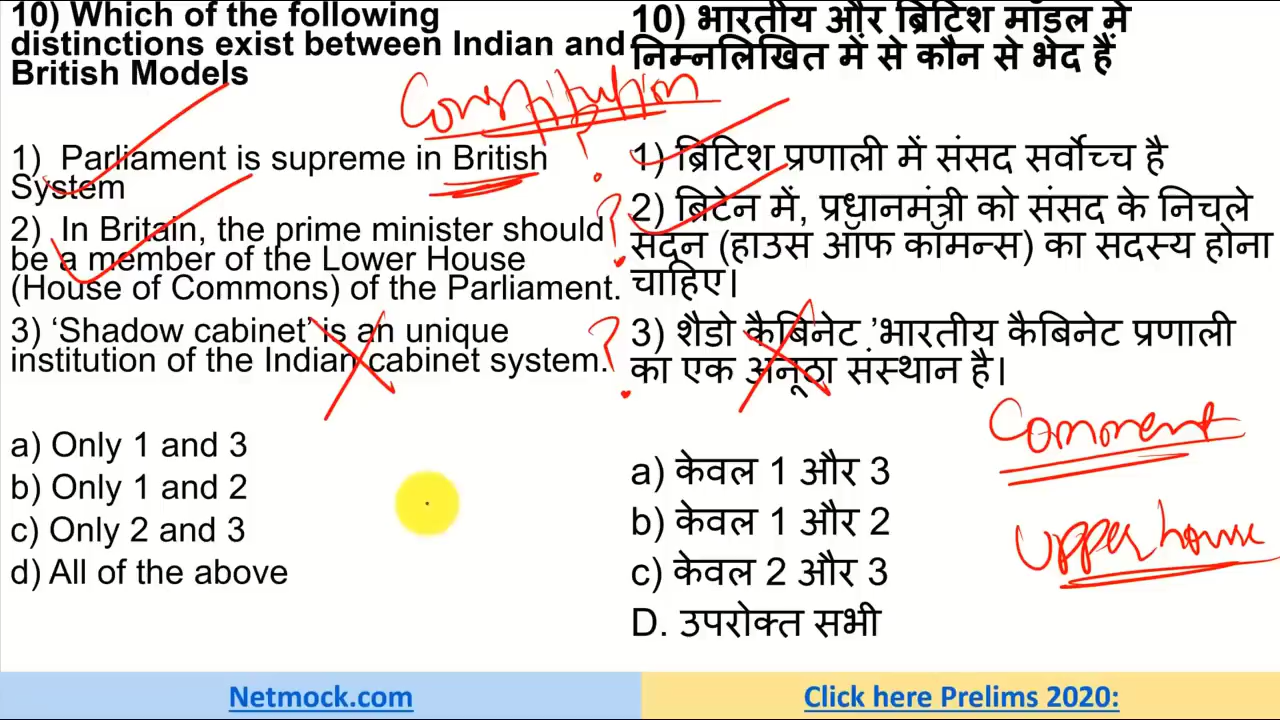 10) Which of the following
distinctions exist between Indian and
British Models
Constitution
1) Parliament is supreme in British
System
2) In Britain, the prime minister should
be a member of the Lower House
(House of Commons) of the Parliament.
3) ‘Shadow cabinet’ is an unique
institution of the Indian cabinet system.
a) Only 1 and 3
b) Only 1 and 2
c) Only 2 and 3
d) All of the above
10) भारतीय और ब्रिटिश मॉडल में
निम्नलिखित में से कौन से भेद हैं
1) ब्रिटिश प्रणाली में संसद सर्वोच्च है
2) ब्रिटेन में, प्रधानमंत्री को संसद के निचले
सदन (हाउस ऑफ कॉमन्स) का सदस्य होना
चाहिए।
3) शैडो कैबिनेट ’भारतीय कैबिनेट प्रणाली
का एक अनूठा संस्थान है।
Comment
a) केवल 1 और 3
b) केवल 1 और 2
Upper house
c) केवल 2 और 3
D. उपरोक्त सभी
Netmock.com
Click here Prelims 2020: